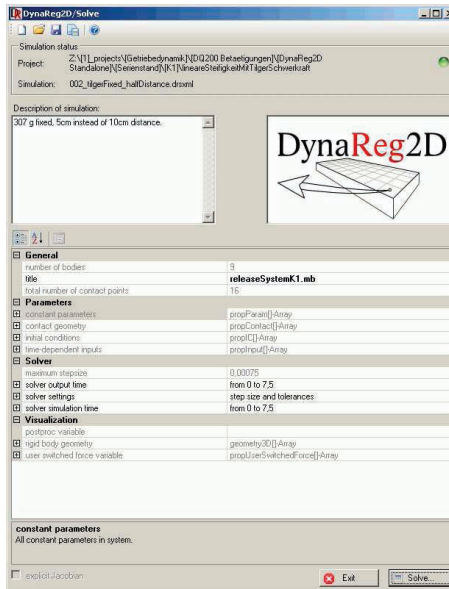 DynaReg2D/Solve
Simulation status
Project: Z:\[1]_projects\[Getriebedynamik]\[DQ200 Betaetigungen]\[DynaReg2D
Standalone]\[Serienstand]\[K1]\lineareSteifigkeitMitTilgerSchwerkraft
Simulation: 002_tilgerFixed_halfDistance.drsxml
Description of simulation:
307 g fixed, 5cm instead of 10cm distance.
DynaReg2D
General
number of bodies 9
title releaseSystemK1.mb
total number of contact points 16
Parameters
constant parameters propParam[]-Array
contact geometry propContact[]-Array
initial conditions propIC[]-Array
time-dependent inputs propInput[]-Array
Solver
maximum stepsize 0,00075
solver output time from 0 to 7,5
solver settings step size and tolerances
solver simulation time from 0 to 7,5
Visualization
postproc variable
rigid body geometry geometry3D[]-Array
user switched force variable propUserSwitchedForce[]-Array
constant parameters
All constant parameters in system.
explicit Jacobian
Exit
Solve...